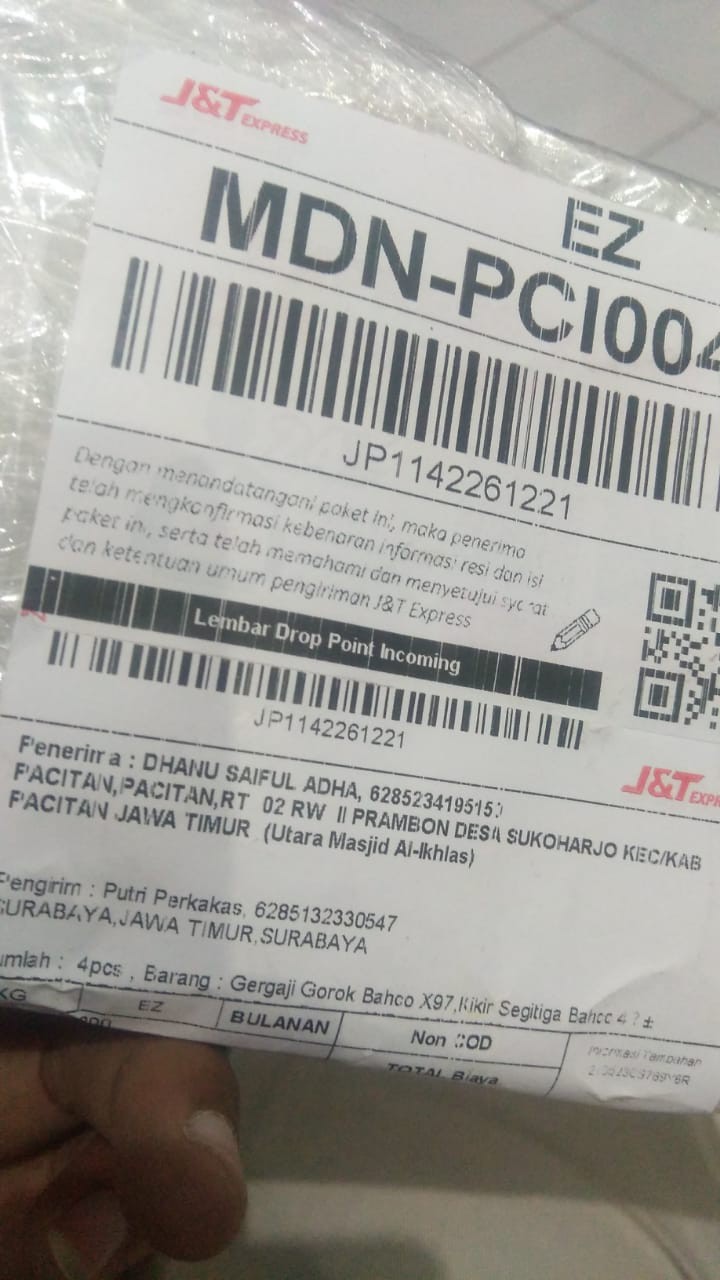 J&T EXPRESS
EZ
MDN-PCI004
JP1142261221
Dengan menandatangani paket ini, maka penerima
telah mengkonfirmasi kebenaran informasi resi dan isi
paket ini, serta telah memahami dan menyetujui syarat
dan ketentuan umum pengiriman J&T Express
Lembar Drop Point Incoming
JP1142261221
J&T EXPR
Penerima : DHANU SAIFUL ADHA,
PACITAN,PACITAN,RT 02 RW II PRAMBON DESA SUKOHARJO KEC/KAB
PACITAN JAWA TIMUR (Utara Masjid Al-Ikhlas)
Pengirim : Putri Perkakas, 6285132330547
SURABAYA,JAWA TIMUR,SURABAYA
umlah : 4pcs , Barang : Gergaji Gorok Bahco X97,Kikir Segitiga Bahco 4
KG EZ BULANAN Non COD Informasi Tambahan
TOTAL Biaya